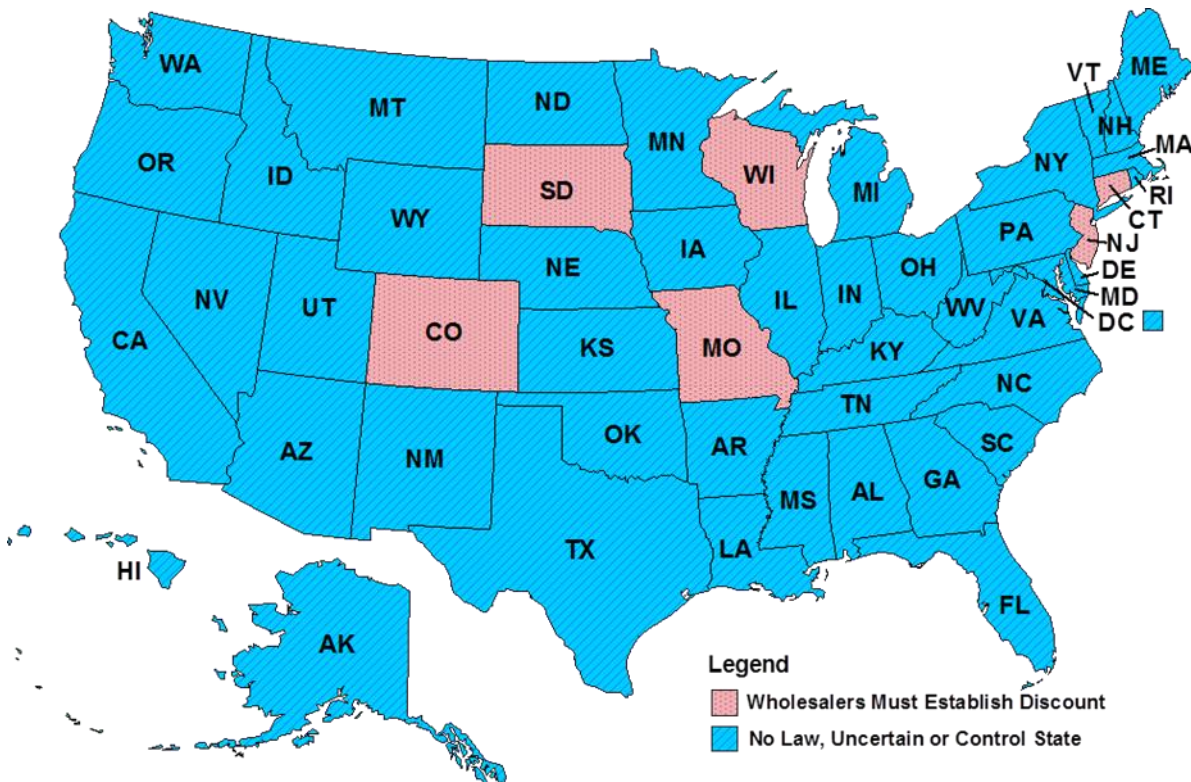 WA
MT
ND
MN
VT
ME
NH
MA
OR
ID
SD
WI
MI
NY
RI
CT
WY
IA
PA
NJ
NE
OH
DE
NV
UT
IL
IN
MD
WV
VA
DC
CA
CO
KS
MO
KY
NC
TN
AZ
NM
OK
AR
SC
MS
AL
GA
TX
LA
HI
FL
AK
Legend
Wholesalers Must Establish Discount
No Law, Uncertain or Control State